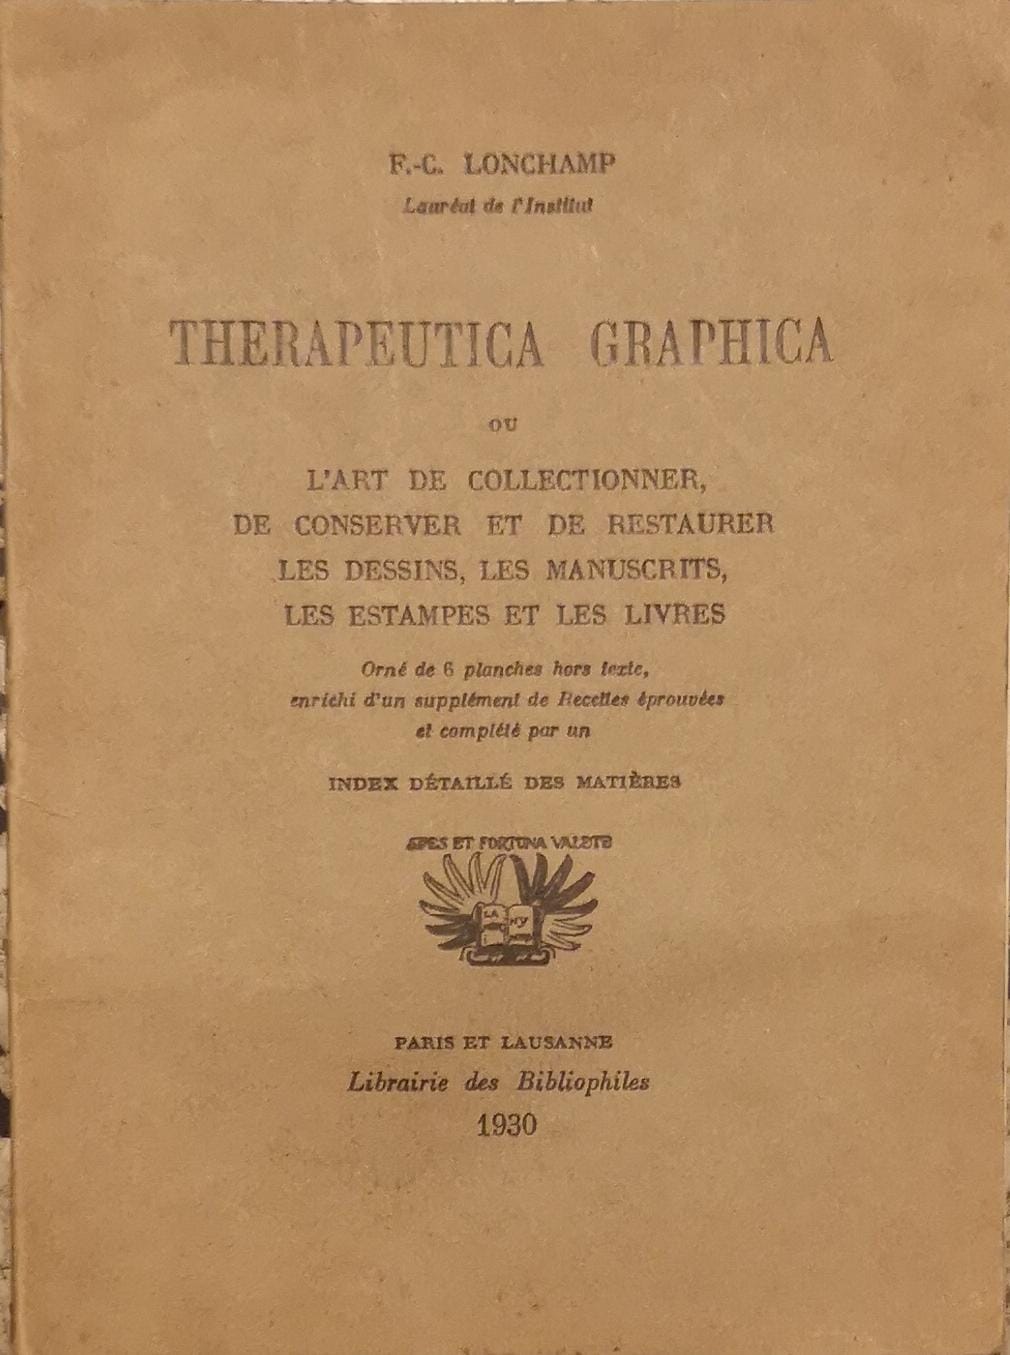 F.-C. LONCHAMP
Lauréat de l'Institut
THERAPEUTICA GRAPHICA
OU
L'ART DE COLLECTIONNER,
DE CONSERVER ET DE RESTAURER
LES DESSINS, LES MANUSCRITS,
LES ESTAMPES ET LES LIVRES
Orné de 6 planches hors texte,
enrichi d'un supplément de Recettes éprouvées
et complété par un
INDEX DÉTAILLÉ DES MATIÈRES
SPES ET FORTUNA VALETE
PARIS ET LAUSANNE
Librairie des Bibliophiles
1930